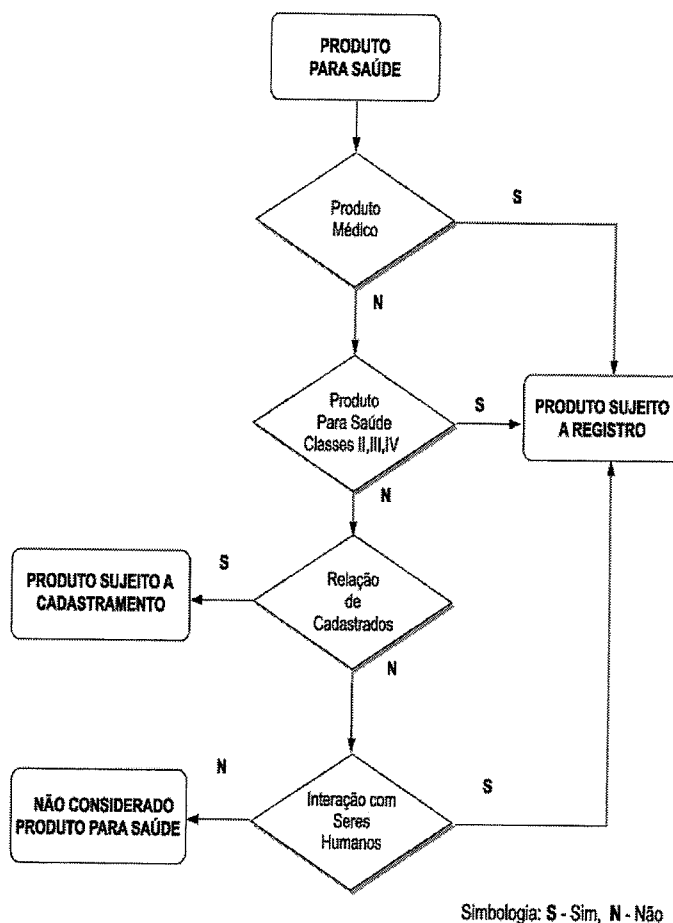 PRODUTO
PARA SAÚDE
Produto
Médico
S
N
Produto
Para Saúde
Classes II,III,IV
S
PRODUTO SUJEITO
A REGISTRO
N
Relação
de
Cadastrados
S
PRODUTO SUJEITO A
CADASTRAMENTO
N
Interação com
Seres
Humanos
N
S
NÃO CONSIDERADO
PRODUTO PARA SAÚDE
Simbologia: S - Sim, N - Não